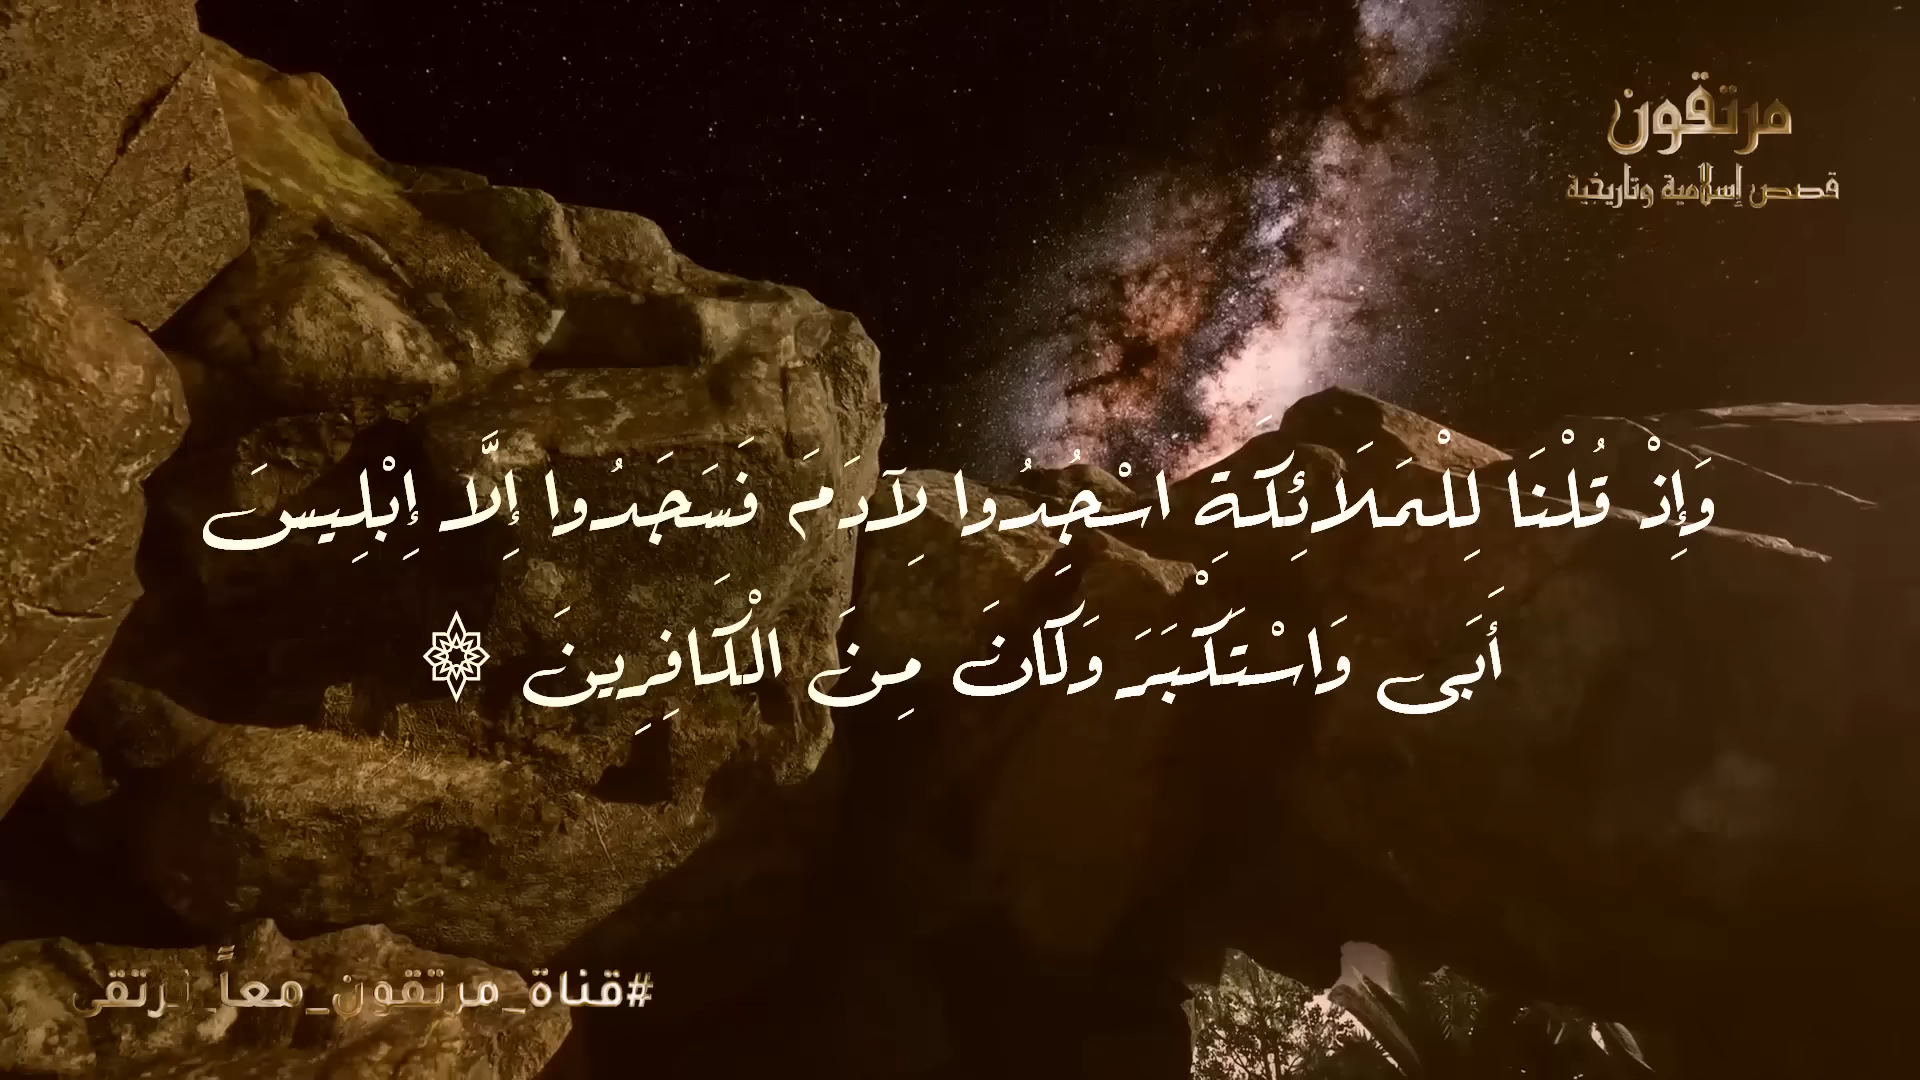 مرتقون
قصص إسلامية وتاريخية
وَإِذْ قُلْنَا لِلْمَلَائِكَةِ اسْجُدُوا لِآدَمَ فَسَجَدُوا إِلَّا إِبْلِيسَ
أَبَى وَاسْتَكْبَرَ وَكَانَ مِنَ الْكَافِرِينَ
#قناة_مرتقون_معاً_نرتقي